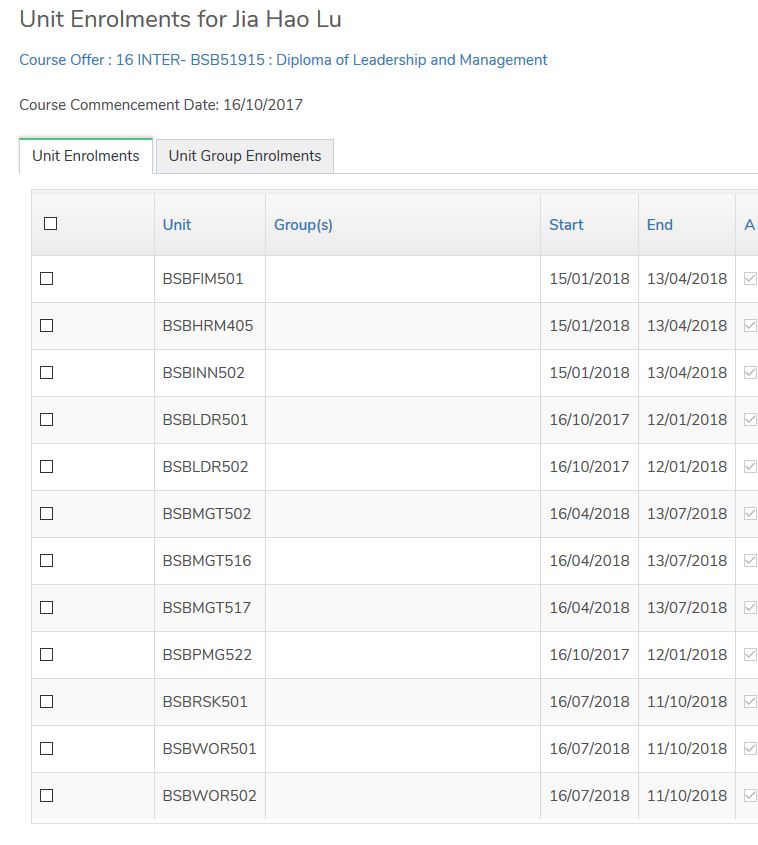 Unit Enrolments for Jia Hao Lu
Course Offer : 16 INTER- BSB51915 : Diploma of Leadership and Management
Course Commencement Date: 16/10/2017
Unit Enrolments Unit Group Enrolments
Unit Group(s) Start End A
BSBFIM501 15/01/2018 13/04/2018
BSBHRM405 15/01/2018 13/04/2018
BSBINN502 15/01/2018 13/04/2018
BSBLDR501 16/10/2017 12/01/2018
BSBLDR502 16/10/2017 12/01/2018
BSBMGT502 16/04/2018 13/07/2018
BSBMGT516 16/04/2018 13/07/2018
BSBMGT517 16/04/2018 13/07/2018
BSBPMG522 16/10/2017 12/01/2018
BSBRSK501 16/07/2018 11/10/2018
BSBWOR501 16/07/2018 11/10/2018
BSBWOR502 16/07/2018 11/10/2018